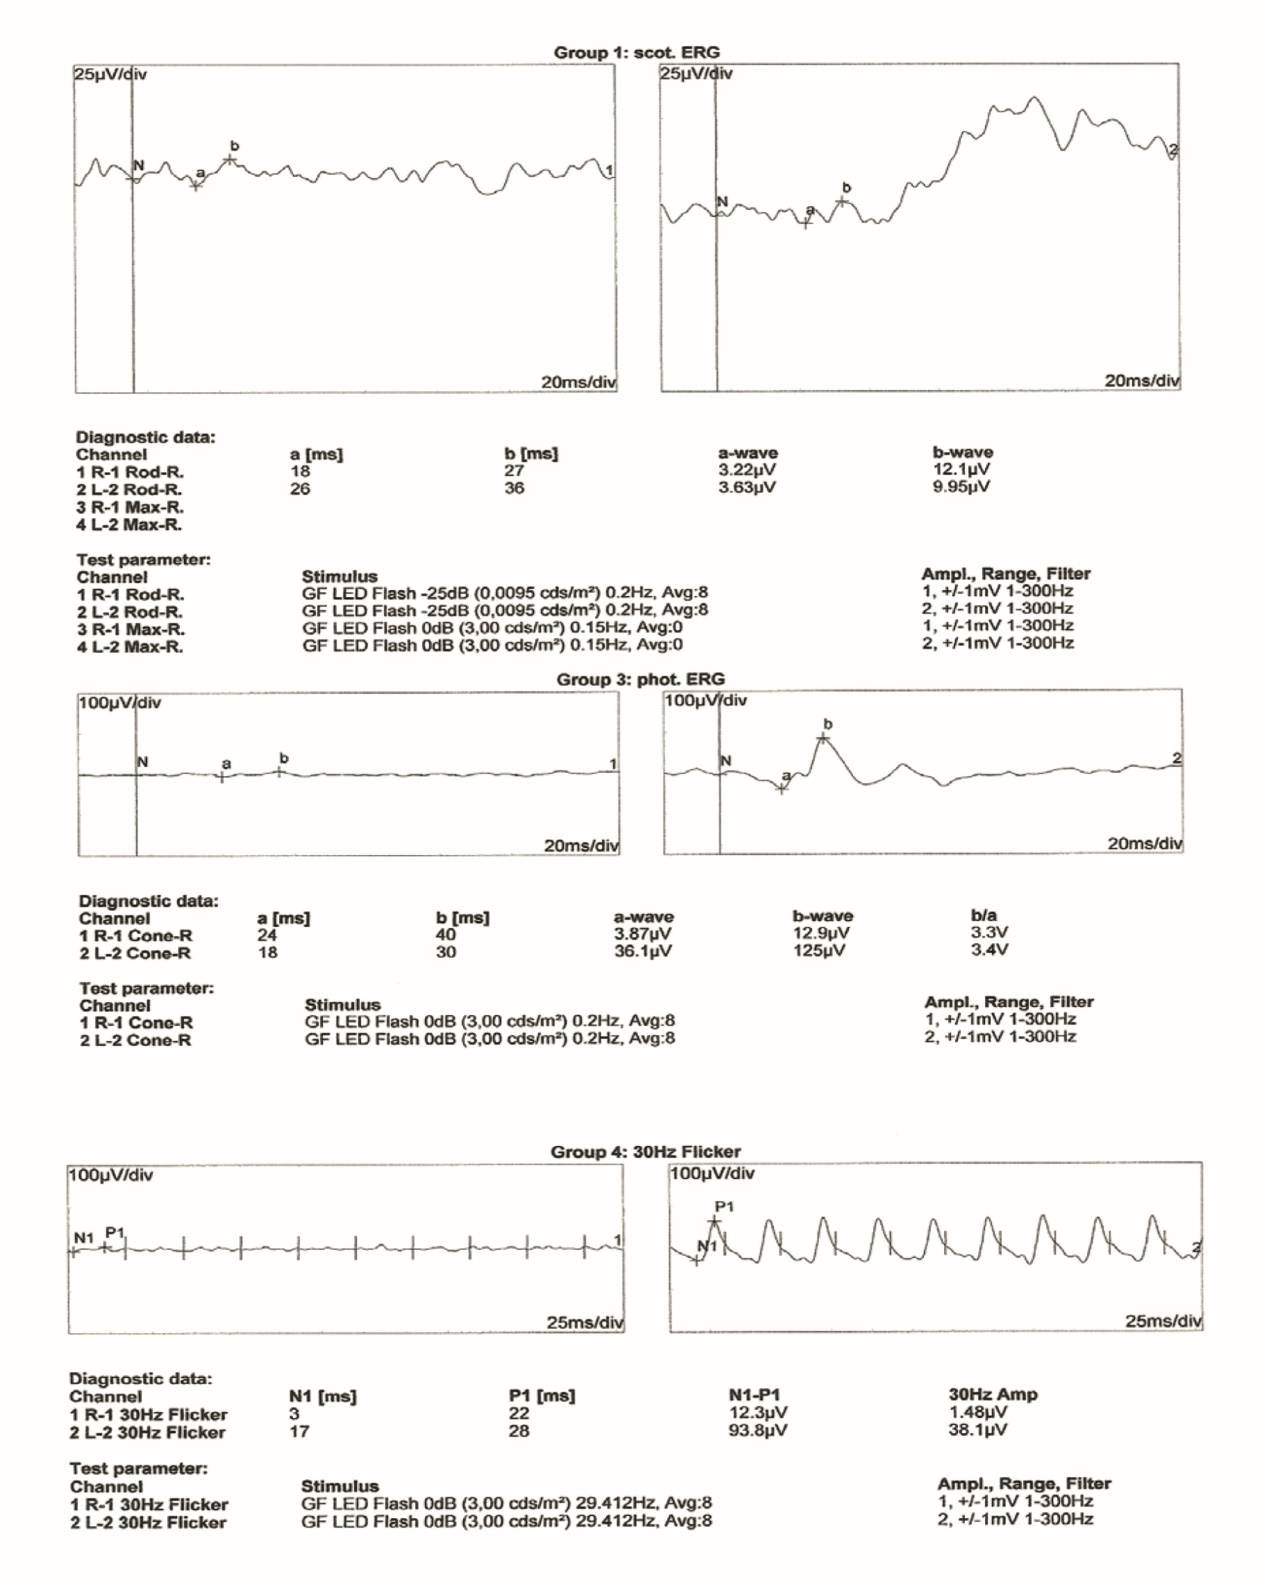 Group 1: scot. ERG
25µV/div 25µV/div
N a b 1 N a b 2
20ms/div 20ms/div
Diagnostic data:
Channel a [ms] b [ms] a-wave b-wave
1 R-1 Rod-R. 18 27 3.22µV 12.1µV
2 L-2 Rod-R. 26 36 3.63µV 9.95µV
3 R-1 Max-R.
4 L-2 Max-R.
Test parameter:
Channel Stimulus Ampl., Range, Filter
1 R-1 Rod-R. GF LED Flash -25dB (0,0095 cds/m²) 0.2Hz, Avg:8 1, +/-1mV 1-300Hz
2 L-2 Rod-R. GF LED Flash -25dB (0,0095 cds/m²) 0.2Hz, Avg:8 2, +/-1mV 1-300Hz
3 R-1 Max-R. GF LED Flash 0dB (3,00 cds/m²) 0.15Hz, Avg:0 1, +/-1mV 1-300Hz
4 L-2 Max-R. GF LED Flash 0dB (3,00 cds/m²) 0.15Hz, Avg:0 2, +/-1mV 1-300Hz
Group 3: phot. ERG
100µV/div 100µV/div
N a b 1 N a b 2
20ms/div 20ms/div
Diagnostic data:
Channel a [ms] b [ms] a-wave b-wave b/a
1 R-1 Cone-R 24 40 3.87µV 12.9µV 3.3V
2 L-2 Cone-R 18 30 36.1µV 125µV 3.4V
Test parameter:
Channel Stimulus Ampl., Range, Filter
1 R-1 Cone-R GF LED Flash 0dB (3,00 cds/m²) 0.2Hz, Avg:8 1, +/-1mV 1-300Hz
2 L-2 Cone-R GF LED Flash 0dB (3,00 cds/m²) 0.2Hz, Avg:8 2, +/-1mV 1-300Hz
Group 4: 30Hz Flicker
100µV/div 100µV/div
N1 P1 1 N1 P1 2
25ms/div 25ms/div
Diagnostic data:
Channel N1 [ms] P1 [ms] N1-P1 30Hz Amp
1 R-1 30Hz Flicker 3 22 12.3µV 1.48µV
2 L-2 30Hz Flicker 17 28 93.8µV 38.1µV
Test parameter:
Channel Stimulus Ampl., Range, Filter
1 R-1 30Hz Flicker GF LED Flash 0dB (3,00 cds/m²) 29.412Hz, Avg:8 1, +/-1mV 1-300Hz
2 L-2 30Hz Flicker GF LED Flash 0dB (3,00 cds/m²) 29.412Hz, Avg:8 2, +/-1mV 1-300Hz